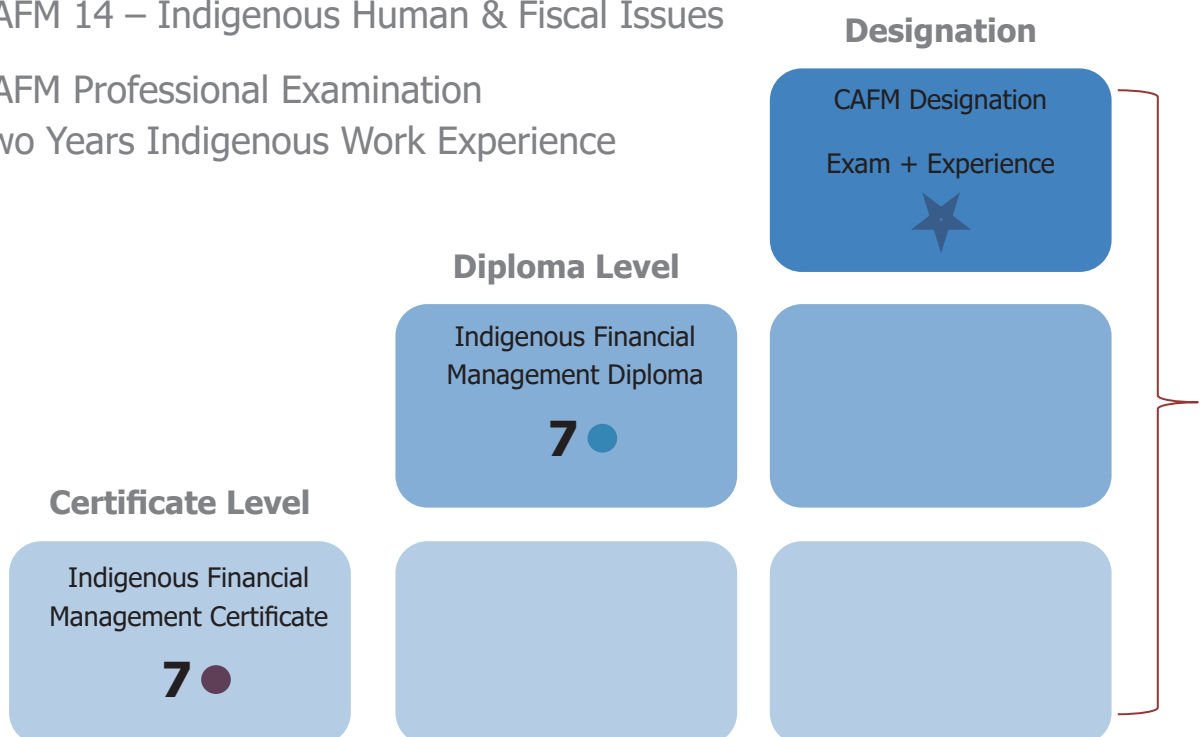 AFM 14 – Indigenous Human & Fiscal Issues
AFM Professional Examination
wo Years Indigenous Work Experience
Designation
CAFM Designation
Exam + Experience
Diploma Level
Indigenous Financial
Management Diploma
7
Certificate Level
Indigenous Financial
Management Certificate
7